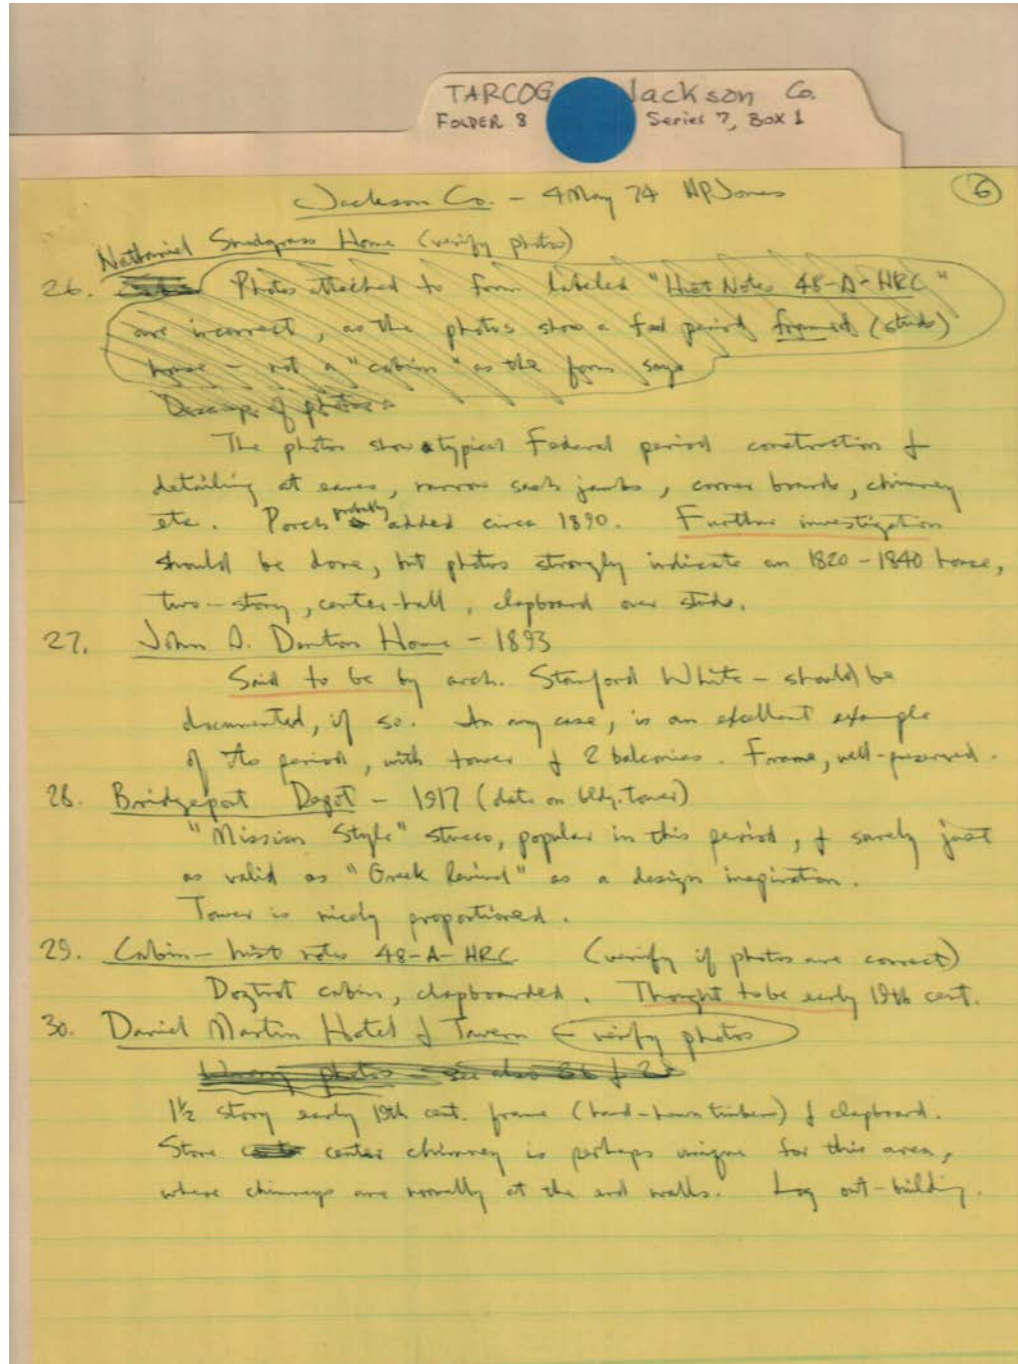 TARCOG Jackson Co.
FOLDER 8 Series 7, Box 1
Jackson Co. - 4 May 74 HPJones
6
Nathaniel Snodgrass Home (verify photos)
26. Photos attached to form labeled "Hist Notes 48-A-HRC"
are incorrect, as the photos show a fed period framed (studs)
house - not a "cabin" as the form says
of photos
The photos show typical Federal period construction &
detailing at eaves, narrow sash jambs, corner boards, chimney
etc. Porch probably added circa 1890. Further investigation
should be done, but photos strongly indicate an 1820-1840 house,
two-story, center-hall, clapboard over studs.
27. John A. Home - 1893
Said to be by arch. Stanford White - should be
documented, if so. In any case, is an excellent example
of its period, with tower & 2 balconies. Frame, well-preserved.
28. Bridgeport Depot - 1917 (date on bldg. tower)
"Mission Style" stucco, popular in this period, & surely just
as valid as "Greek Revival" as a design inspiration.
Tower is nicely proportioned.
29. Cabin - hist notes 48-A-HRC (verify if photos are correct)
Dogtrot cabin, clapboarded. Thought to be early 19th cent.
30. Daniel Martin Hotel & Tavern - verify photos
Wrong photos - see also 26 & 28
1½ story early 19th cent. frame (hand-hewn timbers) & clapboard.
Stone center chimney is perhaps unique for this area,
where chimneys are normally at the end walls. Log out-building.